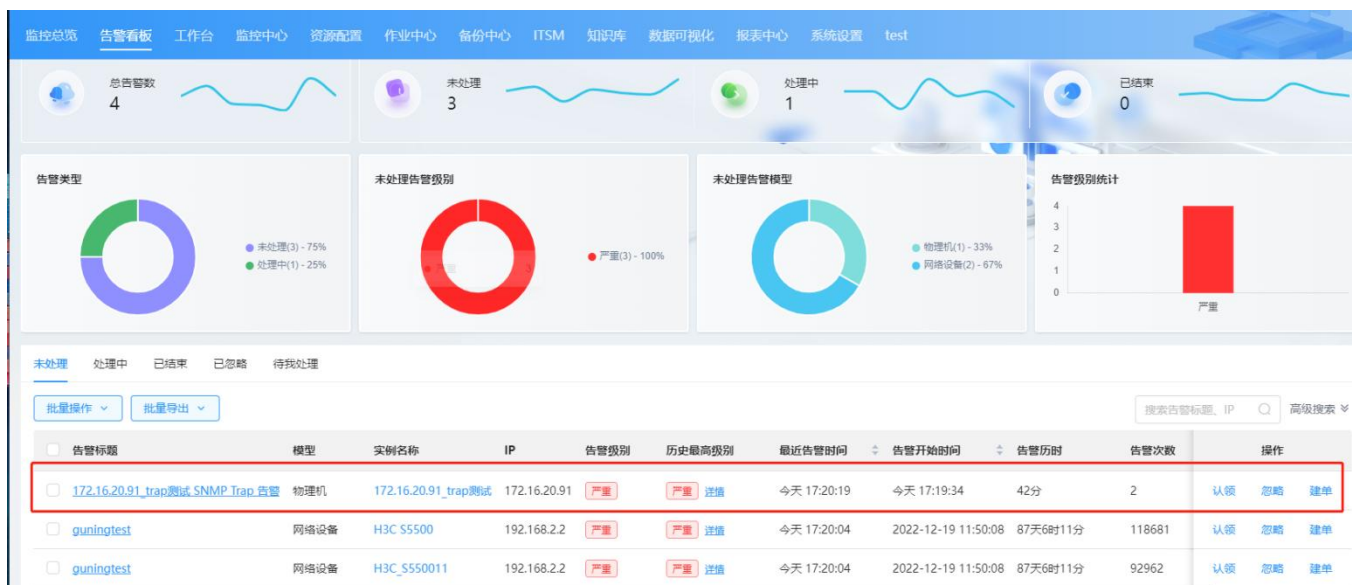 监控总览 告警看板 工作台 监控中心 资源配置 作业中心 备份中心 ITSM 知识库 数据可视化 报表中心 系统设置 test
总告警数 未处理 处理中 已结束
4 3 1 0
告警类型 未处理告警级别 未处理告警模型 告警级别统计
未处理(3) - 75%
处理中(1) - 25%
严重(3) - 100%
物理机(1) - 33%
网络设备(2) - 67%
4
3
2
1
0
严重
未处理 处理中 已结束 已忽略 待我处理
批量操作 批量导出 搜索告警标题、IP 高级搜索
告警标题 模型 实例名称 IP 告警级别 历史最高级别 最近告警时间 告警开始时间 告警历时 告警次数 操作
172.16.20.91_trap测试 SNMP Trap 告警 物理机 172.16.20.91_trap测试 172.16.20.91 严重 严重 详情 今天 17:20:19 今天 17:19:34 42分 2 认领 忽略 建单
guningtest 网络设备 H3C S5500 192.168.2.2 严重 严重 详情 今天 17:20:04 2022-12-19 11:50:08 87天6时11分 118681 认领 忽略 建单
guningtest 网络设备 H3C_S550011 192.168.2.2 严重 严重 详情 今天 17:20:04 2022-12-19 11:50:08 87天6时11分 92962 认领 忽略 建单